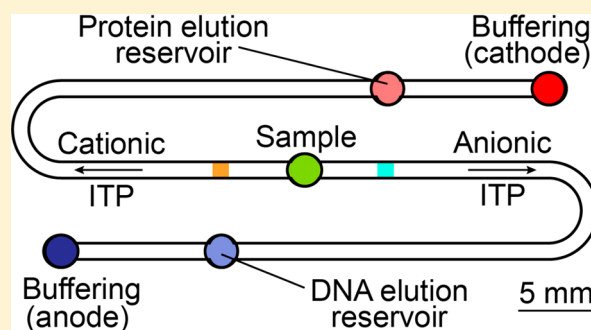 Protein elution
reservoir
Buffering
(cathode)
Cationic
ITP
Sample
Anionic
ITP
Buffering
(anode)
DNA elution
reservoir
5 mm